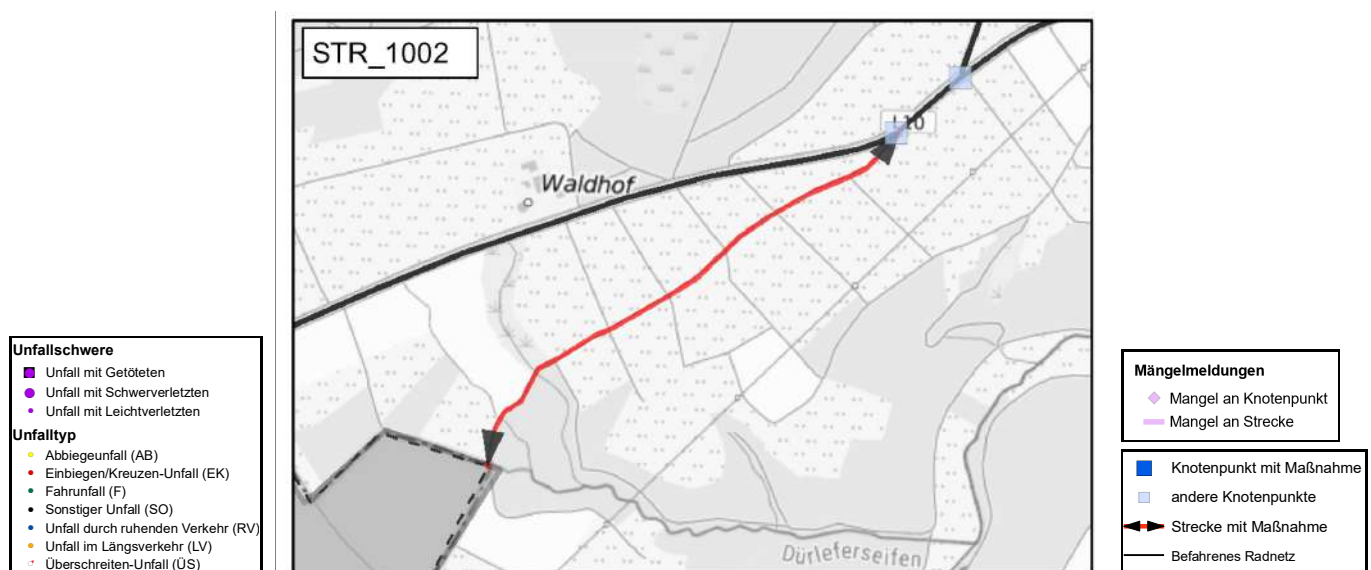 STR_1002
L10
Waldhof
Dürleferseifen
Unfallschwere
Unfall mit Getöteten
Unfall mit Schwerverletzten
Unfall mit Leichtverletzten
Unfalltyp
Abbiegeunfall (AB)
Einbiegen/Kreuzen-Unfall (EK)
Fahrunfall (F)
Sonstiger Unfall (SO)
Unfall durch ruhenden Verkehr (RV)
Unfall im Längsverkehr (LV)
Überschreiten-Unfall (ÜS)
Mängelmeldungen
Mangel an Knotenpunkt
Mangel an Strecke
Knotenpunkt mit Maßnahme
andere Knotenpunkte
Strecke mit Maßnahme
Befahrenes Radnetz